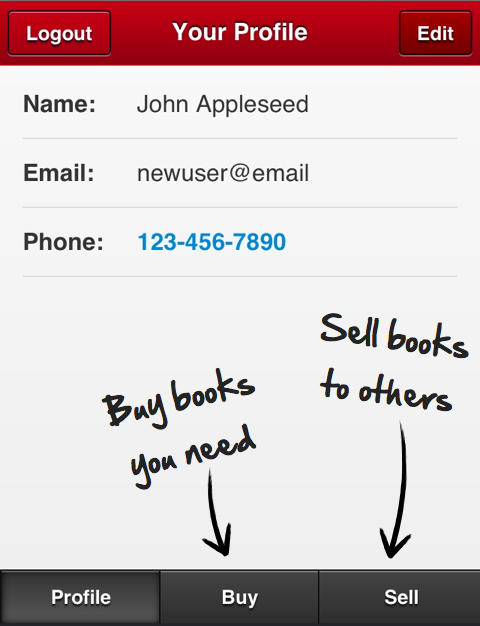 Logout Your Profile Edit
Name: John Appleseed
Email: newuser@email
Phone: 123-456-7890
Sell books
to others
Buy books
you need
Profile Buy Sell